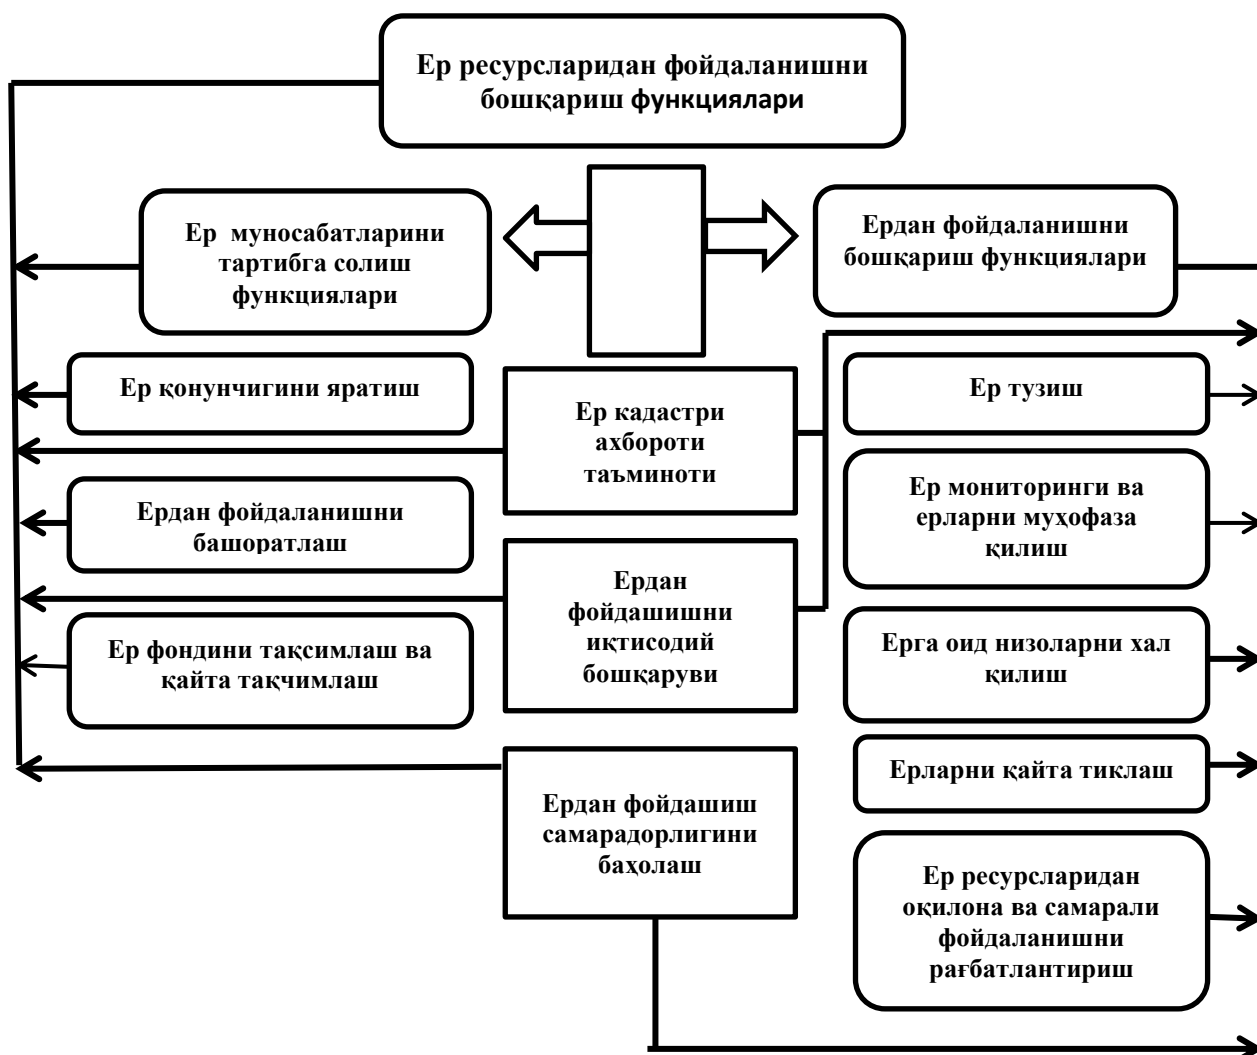 Ер ресурсларидан фойдаланишни
бошқариш функциялари
Ер муносабатларини
тартибга солиш
функциялари
Ердан фойдаланишни
бошқариш функциялари
Ер қонунчигини яратиш
Ер кадастри
ахбороти
таъминоти
Ер тузиш
Ердан фойдаланишни
башоратлаш
Ер мониторинги ва
ерларни муҳофаза
қилиш
Ердан
фойдашишни
иқтисодий
бошқаруви
Ер фондини тақсимлаш ва
қайта тақчимлаш
Ерга оид низоларни хал
қилиш
Ердан фойдашиш
самарадорлигини
баҳолаш
Ерларни қайта тиклаш
Ер ресурсларидан
оқилона ва самарали
фойдаланишни
рағбатлантириш